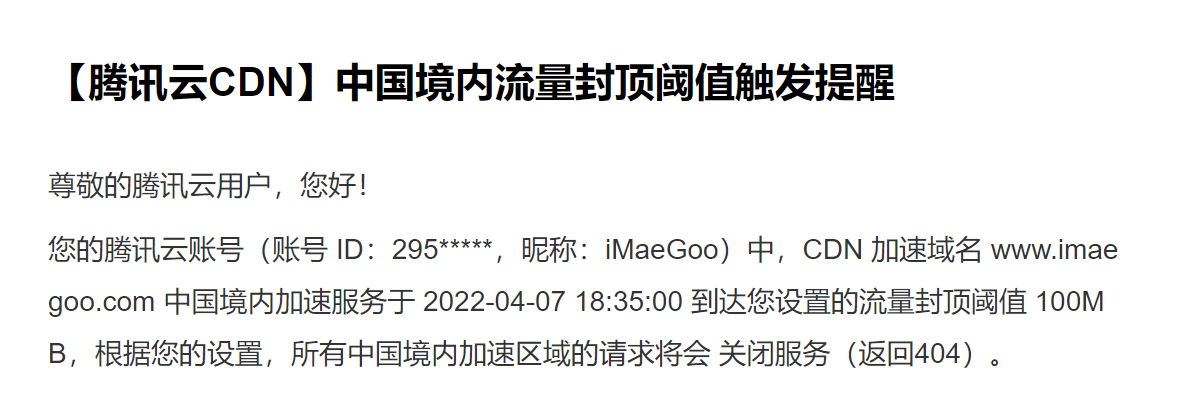 【腾讯云CDN】中国境内流量封顶阈值触发提醒
尊敬的腾讯云用户，您好！
您的腾讯云账号（账号 ID：295*****，昵称：iMaeGoo）中，CDN 加速域名 www.imae
goo.com 中国境内加速服务于 2022-04-07 18:35:00 到达您设置的流量封顶阈值 100M
B，根据您的设置，所有中国境内加速区域的请求将会 关闭服务（返回404）。